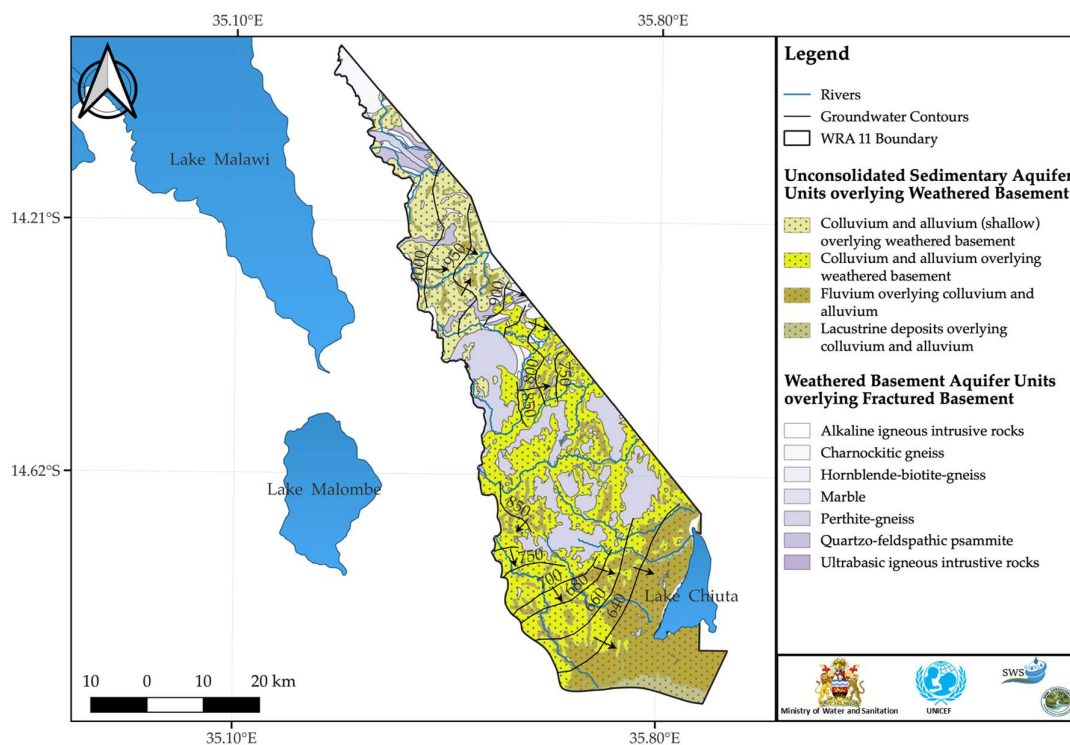 35.10°E
35.80°E
Lake Malawi
14.21°S
1000
950
900
800
850
750
14.62°S
Lake Malombe
850
750
700
680
660
640
Lake Chiuta
10 0 10 20 km
35.10°E
35.80°E
Legend
Rivers
Groundwater Contours
WRA 11 Boundary
Unconsolidated Sedimentary Aquifer
Units overlying Weathered Basement
Colluvium and alluvium (shallow)
overlying weathered basement
Colluvium and alluvium overlying
weathered basement
Fluvium overlying colluvium and
alluvium
Lacustrine deposits overlying
colluvium and alluvium
Weathered Basement Aquifer Units
overlying Fractured Basement
Alkaline igneous intrusive rocks
Charnockitic gneiss
Hornblende-biotite-gneiss
Marble
Perthite-gneiss
Quartzo-feldspathic psammite
Ultrabasic igneous intrusive rocks
Ministry of Water and Sanitation
UNICEF
SWS